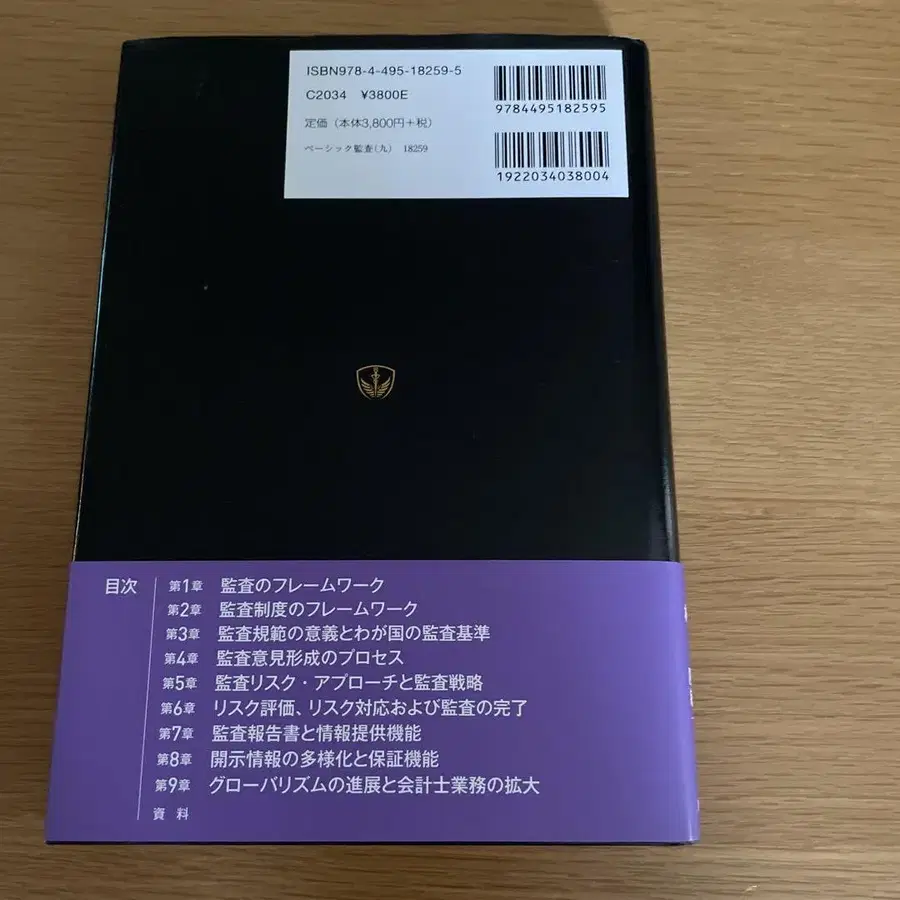 ISBN978-4-495-18259-5
C2034 ¥3800E
定価(本体3,800円+税)
ベーシック監査(九) 18259
9784495182595
1922034038004
目次
第1章 監査のフレームワーク
第2章 監査制度のフレームワーク
第3章 監査規範の意義とわが国の監査基準
第4章 監査意見形成のプロセス
第5章 監査リスク・アプローチと監査戦略
第6章 リスク評価、リスク対応および監査の完了
第7章 監査報告書と情報提供機能
第8章 開示情報の多様化と保証機能
第9章 グローバリズムの進展と会計士業務の拡大
資料